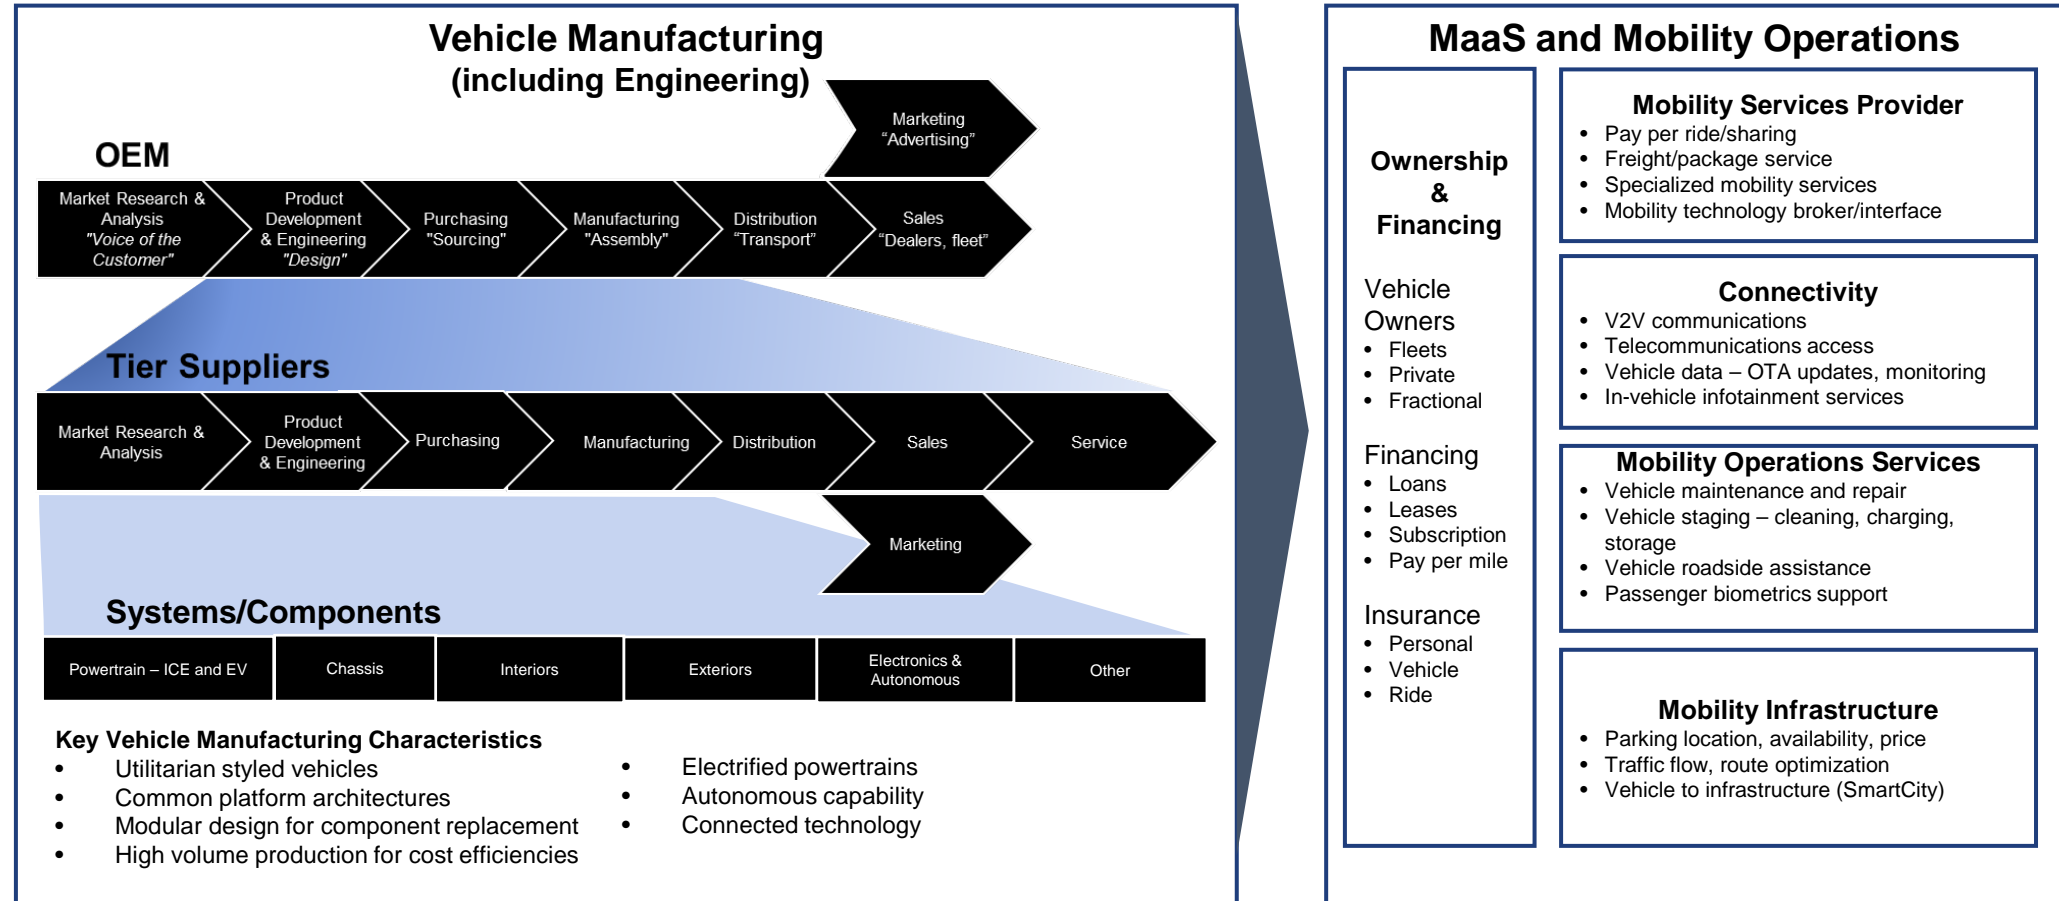 Vehicle Manufacturing
(including Engineering)
Marketing
“Advertising”
OEM
Market Research &
Analysis
"Voice of the
Customer"
Product
Development
& Engineering
"Design"
Purchasing
"Sourcing"
Manufacturing
"Assembly"
Distribution
“Transport”
Sales
“Dealers, fleet”
Tier Suppliers
Market Research &
Analysis
Product
Development
& Engineering
Purchasing
Manufacturing
Distribution
Sales
Service
Marketing
Systems/Components
Powertrain – ICE and EV
Chassis
Interiors
Exteriors
Electronics &
Autonomous
Other
Key Vehicle Manufacturing Characteristics
• Utilitarian styled vehicles
• Common platform architectures
• Modular design for component replacement
• High volume production for cost efficiencies
• Electrified powertrains
• Autonomous capability
• Connected technology
MaaS and Mobility Operations
Ownership
&
Financing
Vehicle
Owners
• Fleets
• Private
• Fractional
Financing
• Loans
• Leases
• Subscription
• Pay per mile
Insurance
• Personal
• Vehicle
• Ride
Mobility Services Provider
• Pay per ride/sharing
• Freight/package service
• Specialized mobility services
• Mobility technology broker/interface
Connectivity
• V2V communications
• Telecommunications access
• Vehicle data – OTA updates, monitoring
• In-vehicle infotainment services
Mobility Operations Services
• Vehicle maintenance and repair
• Vehicle staging – cleaning, charging,
storage
• Vehicle roadside assistance
• Passenger biometrics support
Mobility Infrastructure
• Parking location, availability, price
• Traffic flow, route optimization
• Vehicle to infrastructure (SmartCity)